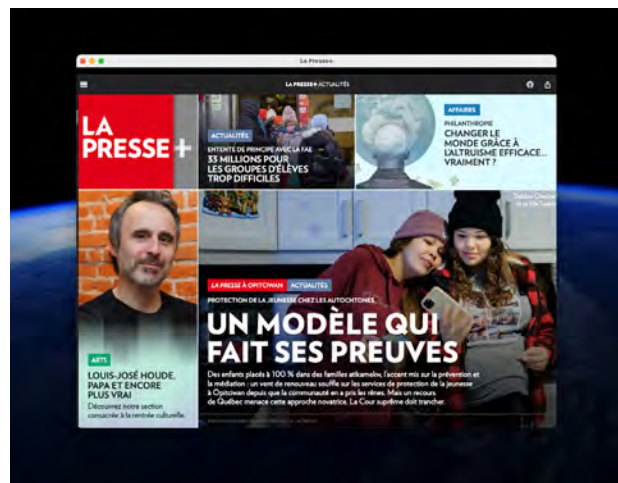 La Presse+
LA PRESSE+ ACTUALITÉS
LA
PRESSE+
ACTUALITÉS
ENTENTE DE PRINCIPE AVEC LA FAE
33 MILLIONS POUR
LES GROUPES D'ÉLÈVES
TROP DIFFICILES
AFFAIRES
PHILANTHROPIE
CHANGER LE
MONDE GRÂCE À
L'ALTRUISME EFFICACE...
VRAIMENT ?
ARTS
LOUIS-JOSÉ HOUDE,
PAPA ET ENCORE
PLUS VRAI
Découvrez notre section
consacrée à la rentrée culturelle.
LA PRESSE À OPITCIWAN ACTUALITÉS
PROTECTION DE LA JEUNESSE CHEZ LES AUTOCHTONES
UN MODÈLE QUI
FAIT SES PREUVES
Des enfants placés à 100 % dans des familles atikamekw, l'accent mis sur la prévention et
la médiation : un vent de renouveau souffle sur les services de protection de la jeunesse
à Opitciwan depuis que la communauté en a pris les rênes. Mais un recours
de Québec menace cette approche novatrice. La Cour suprême doit trancher.